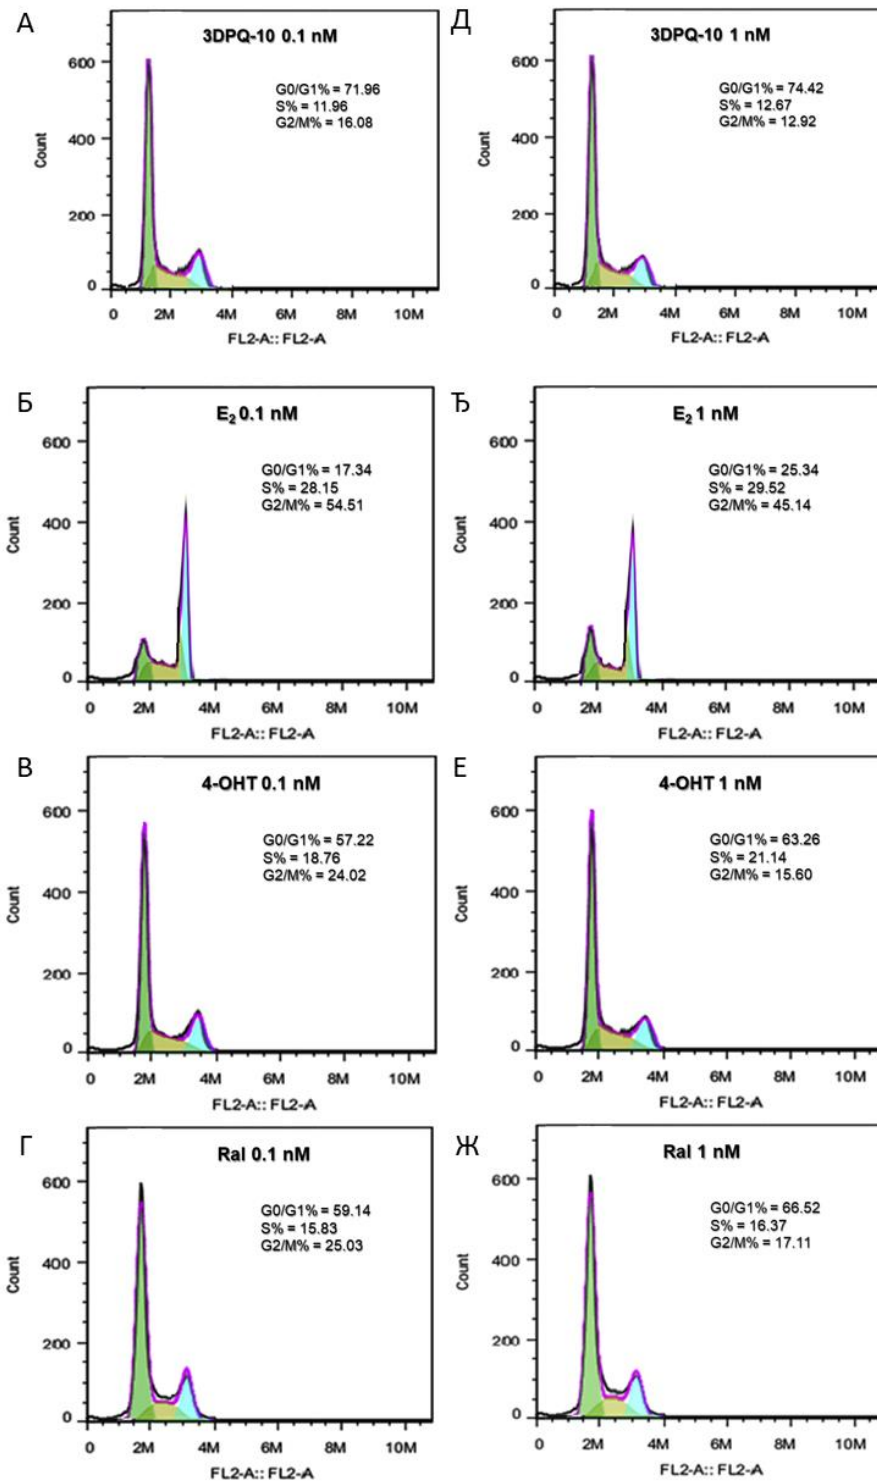 А
3DPQ-10 0.1 nM
G0/G1% = 71.96
S% = 11.96
G2/M% = 16.08
Count
600
400
200
0
0 2M 4M 6M 8M 10M
FL2-A:: FL2-A
Д
3DPQ-10 1 nM
G0/G1% = 74.42
S% = 12.67
G2/M% = 12.92
Count
600
400
200
0
0 2M 4M 6M 8M 10M
FL2-A:: FL2-A
Б
E₂ 0.1 nM
G0/G1% = 17.34
S% = 28.15
G2/M% = 54.51
Count
600
400
200
0
0 2M 4M 6M 8M 10M
FL2-A:: FL2-A
Ђ
E₂ 1 nM
G0/G1% = 25.34
S% = 29.52
G2/M% = 45.14
Count
600
400
200
0
0 2M 4M 6M 8M 10M
FL2-A:: FL2-A
В
4-OHT 0.1 nM
G0/G1% = 57.22
S% = 18.76
G2/M% = 24.02
Count
600
400
200
0
0 2M 4M 6M 8M 10M
FL2-A:: FL2-A
Е
4-OHT 1 nM
G0/G1% = 63.26
S% = 21.14
G2/M% = 15.60
Count
600
400
200
0
0 2M 4M 6M 8M 10M
FL2-A:: FL2-A
Г
Ral 0.1 nM
G0/G1% = 59.14
S% = 15.83
G2/M% = 25.03
Count
600
400
200
0
0 2M 4M 6M 8M 10M
FL2-A:: FL2-A
Ж
Ral 1 nM
G0/G1% = 66.52
S% = 16.37
G2/M% = 17.11
Count
600
400
200
0
0 2M 4M 6M 8M 10M
FL2-A:: FL2-A